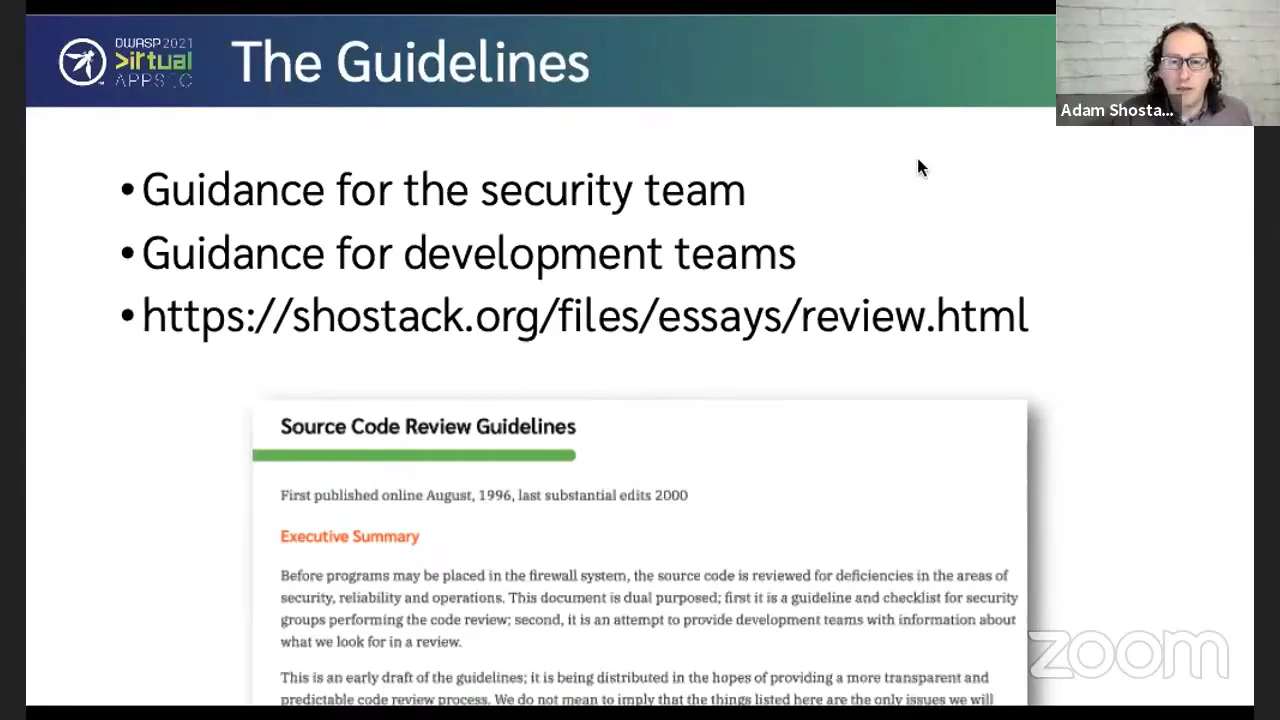 OWASP 2021
Virtual
APPSEC
The Guidelines
Adam Shosta...
• Guidance for the security team
• Guidance for development teams
• https://shostack.org/files/essays/review.html
Source Code Review Guidelines
First published online August, 1996, last substantial edits 2000
Executive Summary
Before programs may be placed in the firewall system, the source code is reviewed for deficiencies in the areas of
security, reliability and operations. This document is dual purposed; first it is a guideline and checklist for security
groups performing the code review; second, it is an attempt to provide development teams with information about
what we look for in a review.
This is an early draft of the guidelines; it is being distributed in the hopes of providing a more transparent and
predictable code review process. We do not mean to imply that the things listed here are the only issues we will
zoom